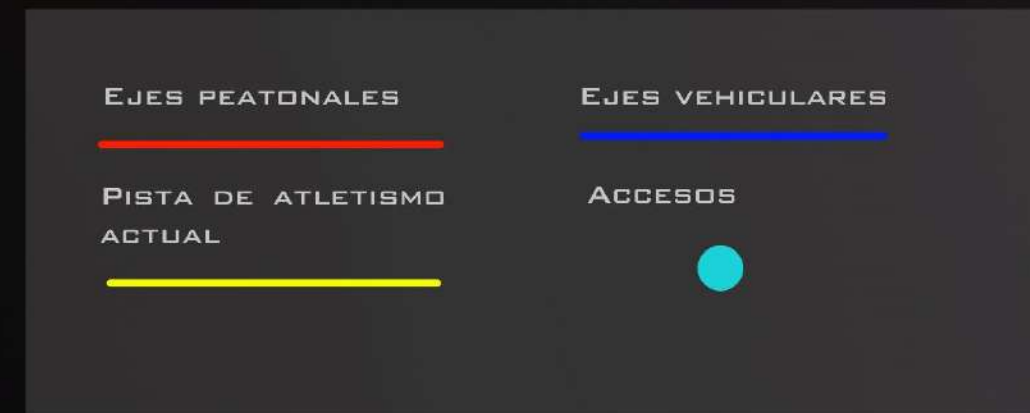 Ejes peatonales
Ejes vehiculares
Pista de atletismo
actual
Accesos